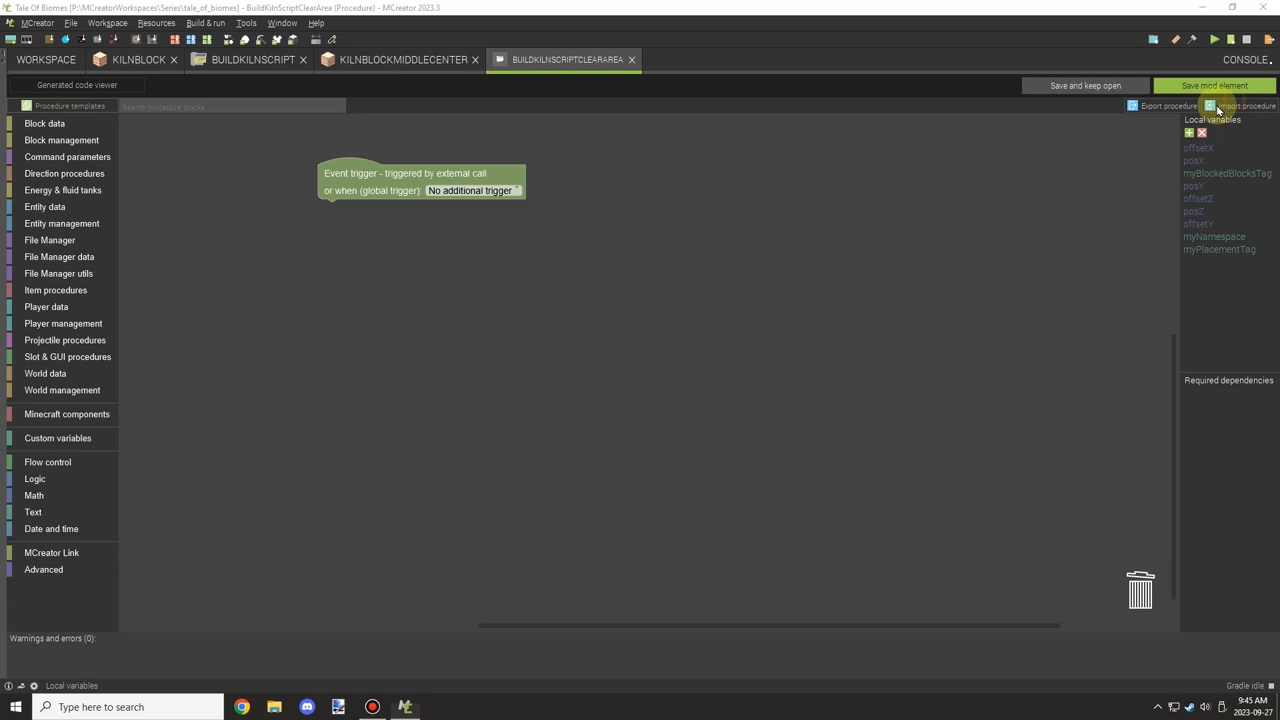 Tale Of Biomes [P:\MCreatorWorkspaces\Series\tale_of_biomes] - BuildKilnScriptClearArea (Procedure) - MCreator 2023.3
MCreator File Workspace Resources Build & run Tools Window Help
WORKSPACE KILNBLOCK BUILDKILNSCRIPT KILNBLOCKMIDDLECENTER BUILDKILNSCRIPTCLEARAREA CONSOLE
Generated code viewer Save and keep open Save mod element
Procedure templates Search procedure blocks Export procedure Import procedure
Block data
Block management
Command parameters
Direction procedures
Energy & fluid tanks
Entity data
Entity management
File Manager
File Manager data
File Manager utils
Item procedures
Player data
Player management
Projectile procedures
Slot & GUI procedures
World data
World management
Minecraft components
Custom variables
Flow control
Logic
Math
Text
Date and time
MCreator Link
Advanced
Event trigger - triggered by external call
or when (global trigger): No additional trigger
Local variables
offsetX
posX
myBlockedBlocksTag
posY
offsetZ
posZ
offsetY
myNamespace
myPlacementTag
Required dependencies
Warnings and errors (0):
Local variables Gradle idle
Type here to search
9:45 AM
2023-09-27